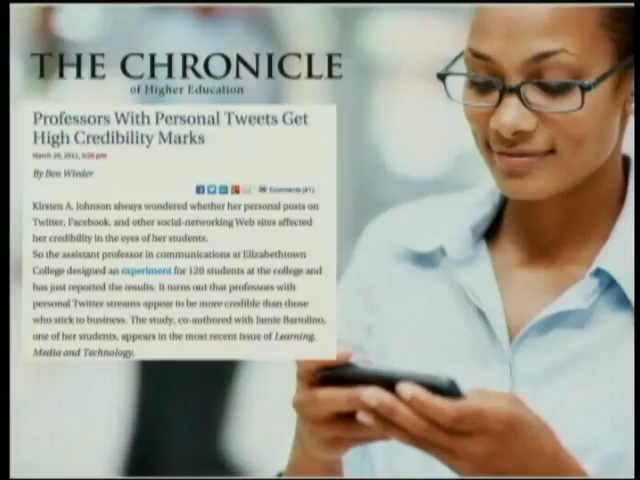 THE CHRONICLE
of Higher Education
Professors With Personal Tweets Get
High Credibility Marks
By Ben Wieder
Comments (41)
Kirsten A. Johnson always wondered whether her personal posts on
Twitter, Facebook, and other social-networking Web sites affected
her credibility in the eyes of her students.
So the assistant professor in communications at Elizabethtown
College designed an experiment for 120 students at the college and
has just reported the results. It turns out that professors with
personal Twitter streams appear to be more credible than those
who stick to business. The study, co-authored with Jamie Bartolino,
one of her students, appears in the most recent issue of Learning,
Media and Technology.